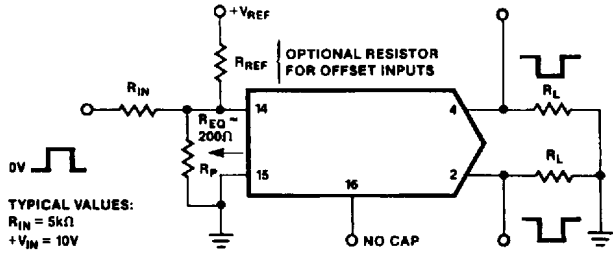 +VREF
RREF
OPTIONAL RESISTOR
FOR OFFSET INPUTS
RIN
REQ ≈
200Ω
RP
14
15
16
4
2
RL
RL
0V
TYPICAL VALUES:
RIN = 5kΩ
+VIN = 10V
NO CAP